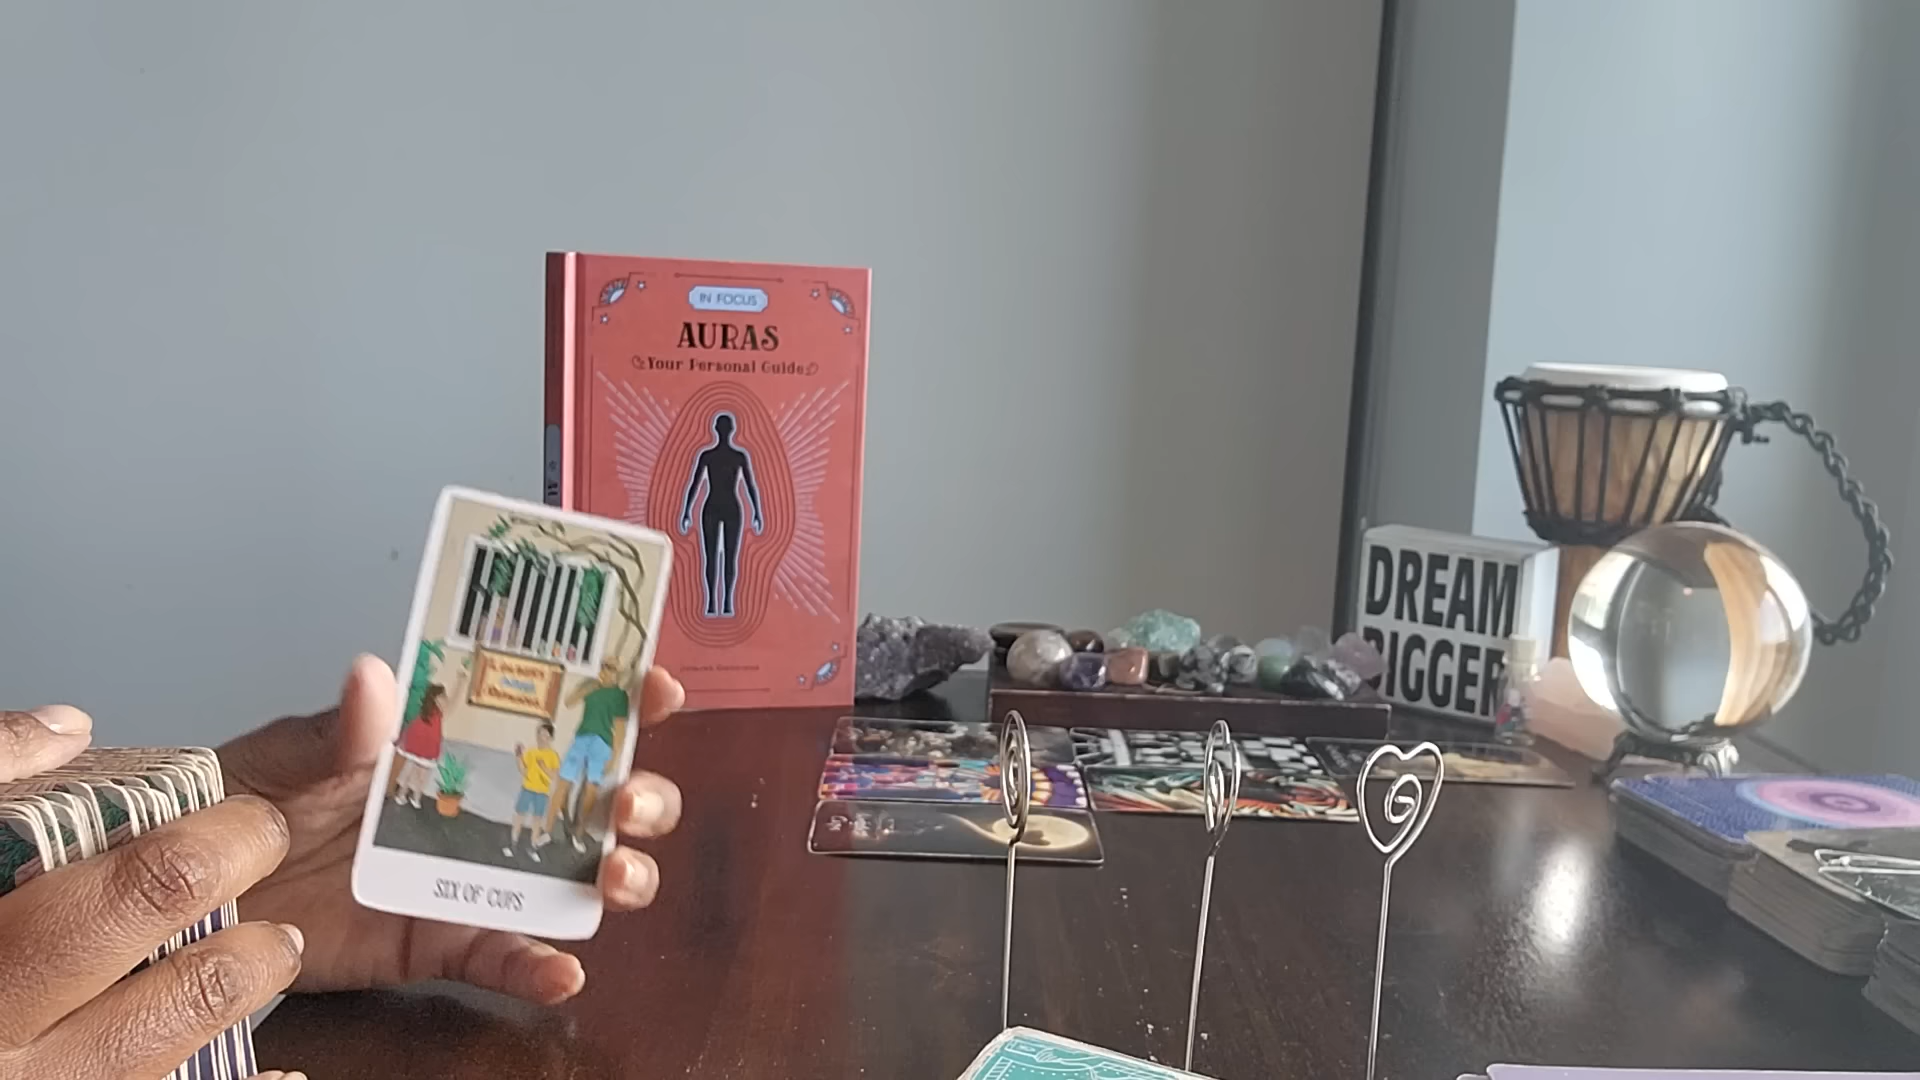 IN FOCUS
AURAS
Your Personal Guide
SIX OF CUPS
DREAM
BIGGER